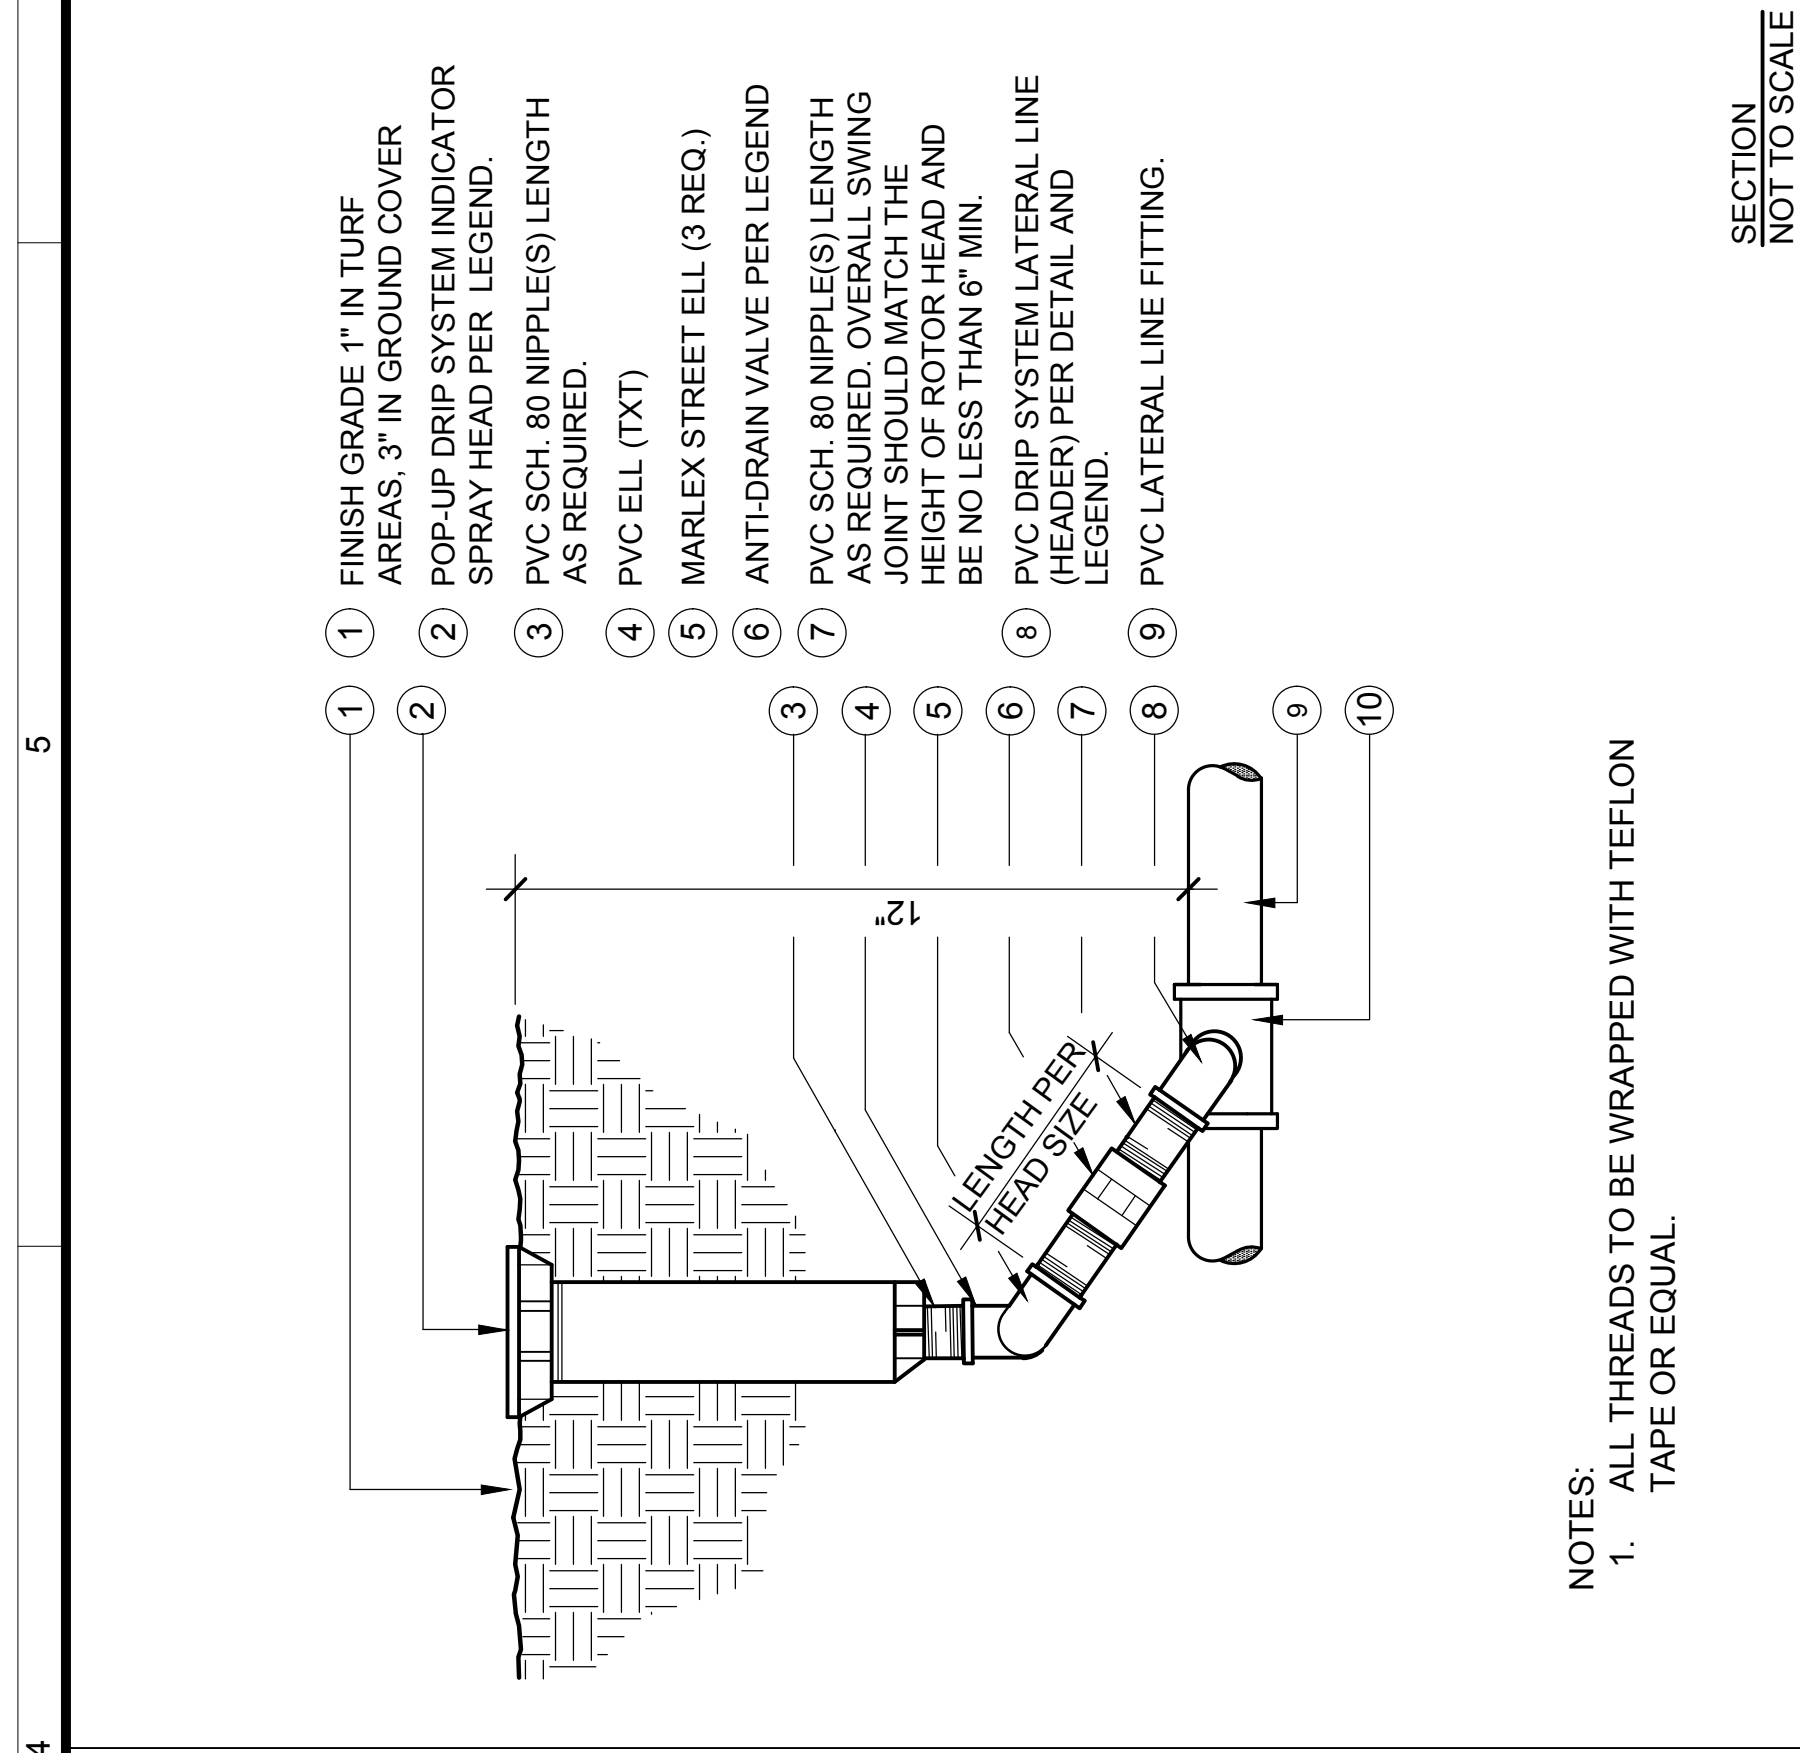 1 FINISH GRADE 1" IN TURF
AREAS, 3" IN GROUND COVER
2 POP-UP DRIP SYSTEM INDICATOR
SPRAY HEAD PER LEGEND.
3 PVC SCH. 80 NIPPLE(S) LENGTH
AS REQUIRED.
4 PVC ELL (TXT)
5 MARLEX STREET ELL (3 REQ.)
6 ANTI-DRAIN VALVE PER LEGEND
7 PVC SCH. 80 NIPPLE(S) LENGTH
AS REQUIRED. OVERALL SWING
JOINT SHOULD MATCH THE
HEIGHT OF ROTOR HEAD AND
BE NO LESS THAN 6" MIN.
8 PVC DRIP SYSTEM LATERAL LINE
(HEADER) PER DETAIL AND
LEGEND.
9 PVC LATERAL LINE FITTING.
1
2
3
4
5
6
7
8
9
10
12"
LENGTH PER
HEAD SIZE
NOTES:
1. ALL THREADS TO BE WRAPPED WITH TEFLON
TAPE OR EQUAL.
SECTION
NOT TO SCALE
5
4